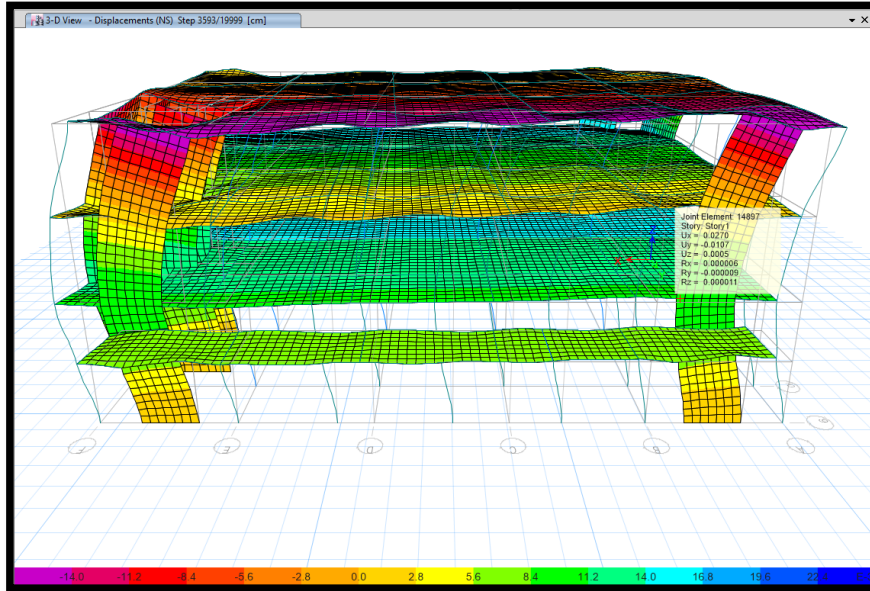 3-D View - Displacements (NS) Step 3593/19999 [cm]
Joint Element: 14897
Story: Story1
Ux = 0.0270
Uy = -0.0107
Uz = 0.0005
Rx = 0.000006
Ry = -0.000009
Rz = 0.000011
F E D C B A B
-14.0 -11.2 -8.4 -5.6 -2.8 0.0 2.8 5.6 8.4 11.2 14.0 16.8 19.6